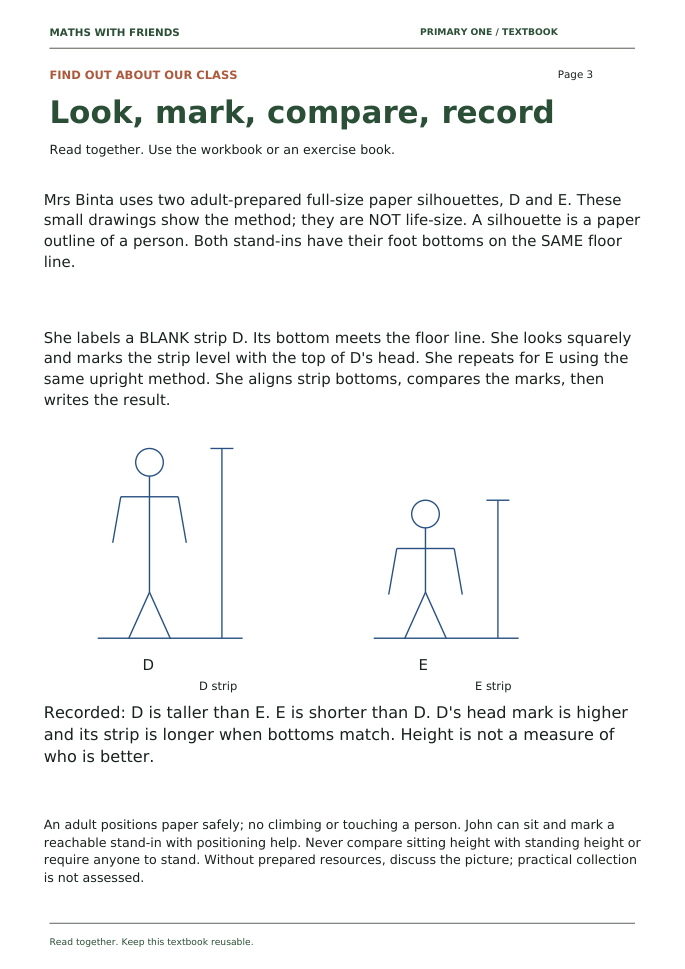 MATHS WITH FRIENDS
PRIMARY ONE / TEXTBOOK
FIND OUT ABOUT OUR CLASS
Page 3
Look, mark, compare, record
Read together. Use the workbook or an exercise book.
Mrs Binta uses two adult-prepared full-size paper silhouettes, D and E. These
small drawings show the method; they are NOT life-size. A silhouette is a paper
outline of a person. Both stand-ins have their foot bottoms on the SAME floor
line.
She labels a BLANK strip D. Its bottom meets the floor line. She looks squarely
and marks the strip level with the top of D's head. She repeats for E using the
same upright method. She aligns strip bottoms, compares the marks, then
writes the result.
D
E
D strip
E strip
Recorded: D is taller than E. E is shorter than D. D's head mark is higher
and its strip is longer when bottoms match. Height is not a measure of
who is better.
An adult positions paper safely; no climbing or touching a person. John can sit and mark a
reachable stand-in with positioning help. Never compare sitting height with standing height or
require anyone to stand. Without prepared resources, discuss the picture; practical collection
is not assessed.
Read together. Keep this textbook reusable.